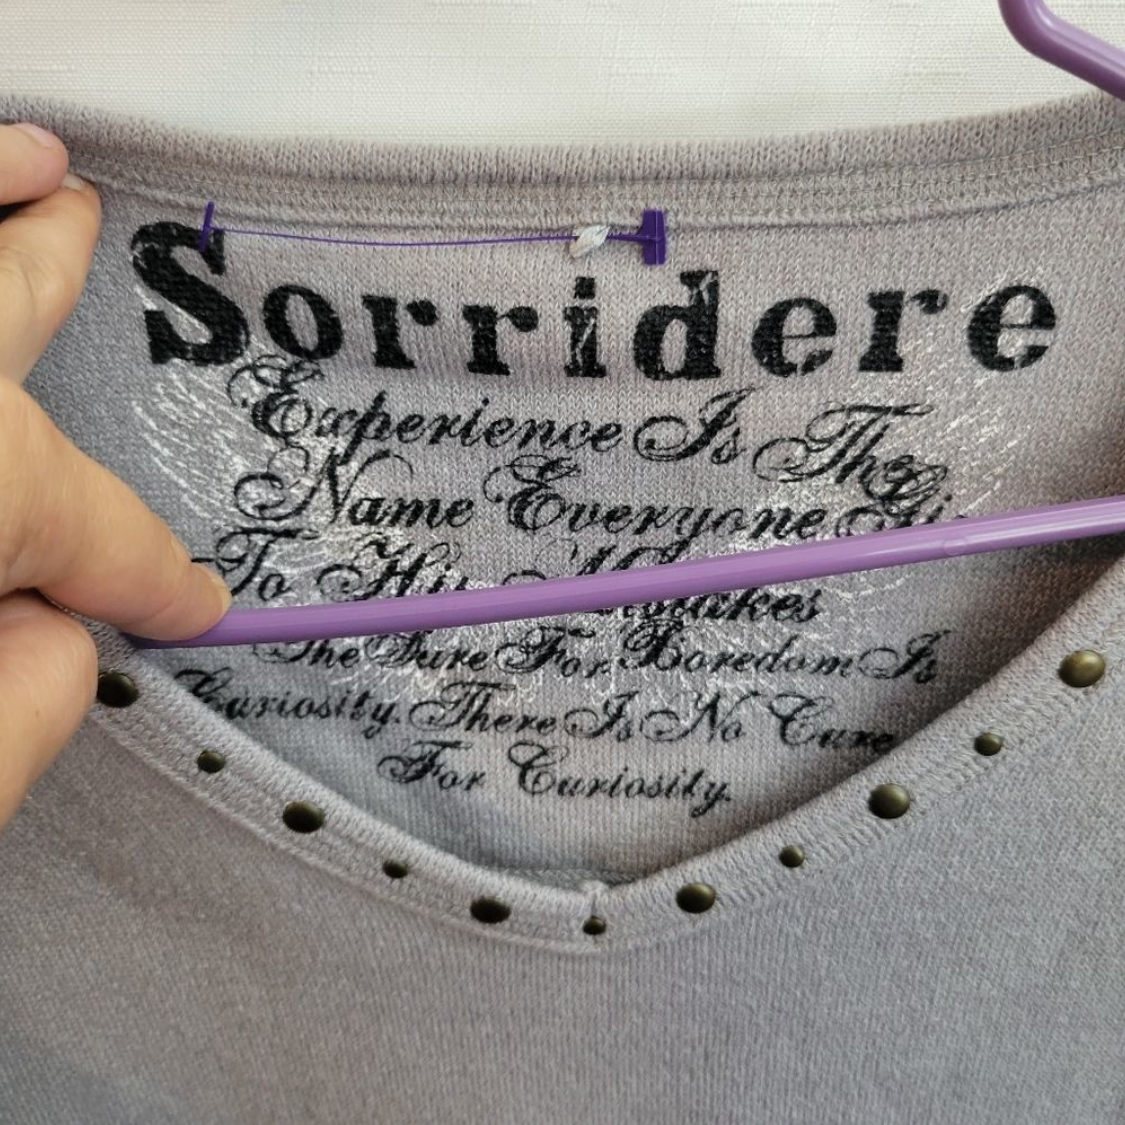 Sorridere
Experience Is The
Name Everyone
To
The Cure For Boredom Is
Curiosity. There Is No Cure
For Curiosity.